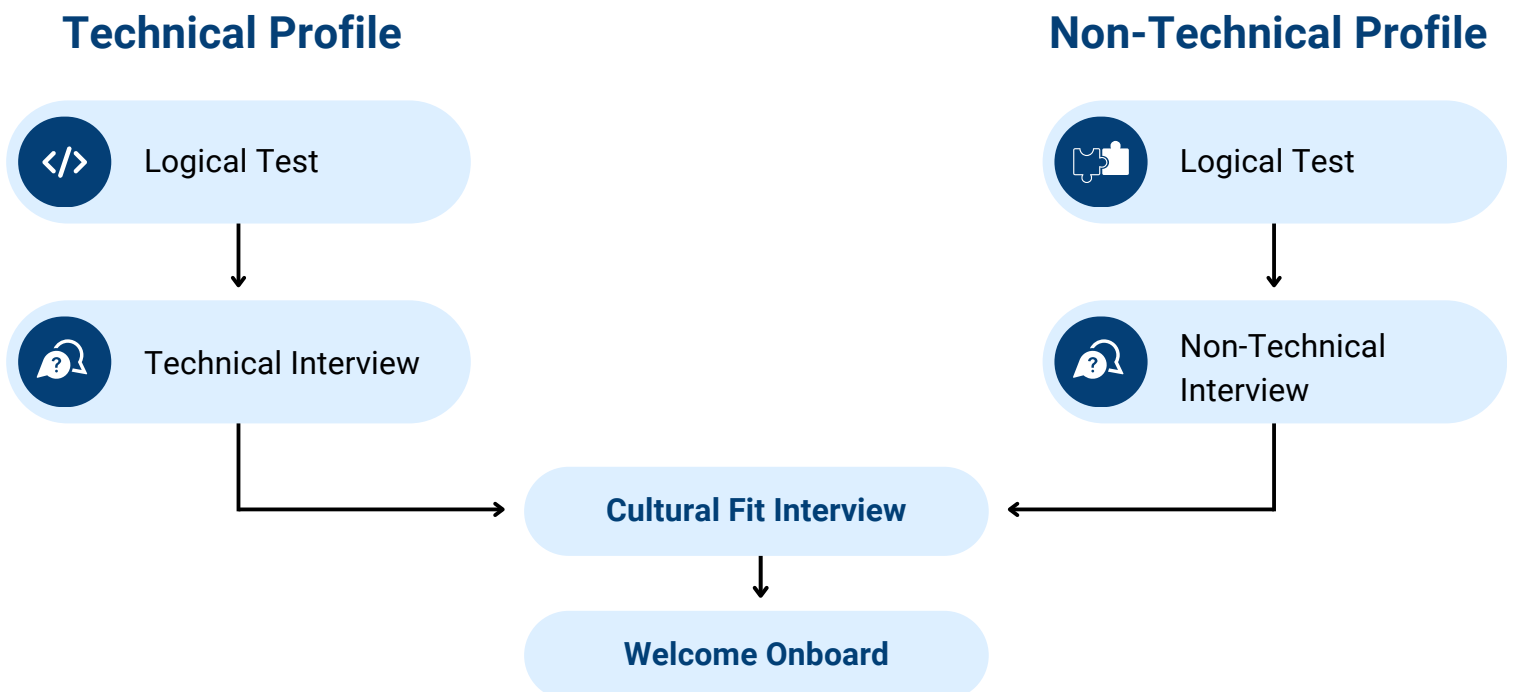 Technical Profile
Non-Technical Profile
</>
Logical Test
Logical Test
?
Technical Interview
?
Non-Technical
Interview
Cultural Fit Interview
Welcome Onboard